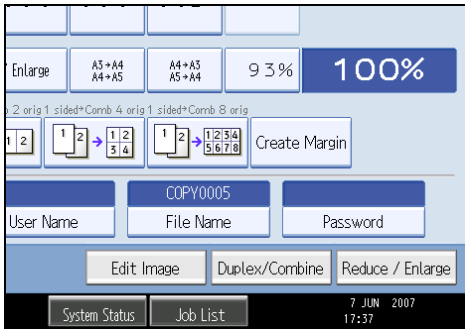 Enlarge
A3→A4
A4→A5
A4→A3
A5→A4
93%
100%
2 orig 1 sided→Comb 4 orig 1 sided→Comb 8 orig
1 2
1 2 → 1 2 3 4
1 2 → 1 2 3 4 5 6 7 8
Create Margin
COPY0005
User Name
File Name
Password
Edit Image
Duplex/Combine
Reduce / Enlarge
System Status
Job List
7 JUN 2007
17:37